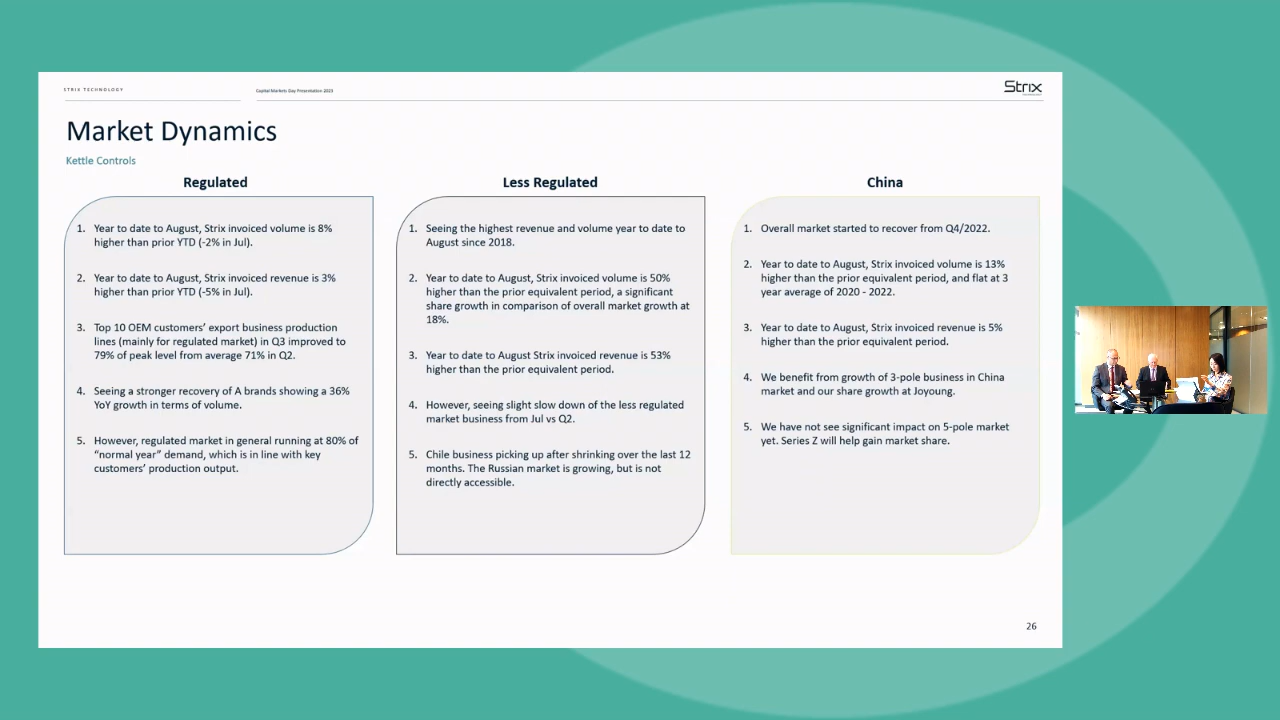 STRIX TECHNOLOGY
Capital Markets Day Presentation 2023
Strix
Market Dynamics
Kettle Controls
Regulated
1. Year to date to August, Strix invoiced volume is 8%
higher than prior YTD (-2% in Jul).
2. Year to date to August, Strix invoiced revenue is 3%
higher than prior YTD (-5% in Jul).
3. Top 10 OEM customers’ export business production
lines (mainly for regulated market) in Q3 improved to
79% of peak level from average 71% in Q2.
4. Seeing a stronger recovery of A brands showing a 36%
YoY growth in terms of volume.
5. However, regulated market in general running at 80% of
“normal year” demand, which is in line with key
customers’ production output.
Less Regulated
1. Seeing the highest revenue and volume year to date to
August since 2018.
2. Year to date to August, Strix invoiced volume is 50%
higher than the prior equivalent period, a significant
share growth in comparison of overall market growth at
18%.
3. Year to date to August Strix invoiced revenue is 53%
higher than the prior equivalent period.
4. However, seeing slight slow down of the less regulated
market business from Jul vs Q2.
5. Chile business picking up after shrinking over the last 12
months. The Russian market is growing, but is not
directly accessible.
China
1. Overall market started to recover from Q4/2022.
2. Year to date to August, Strix invoiced volume is 13%
higher than the prior equivalent period, and flat at 3
year average of 2020 - 2022.
3. Year to date to August, Strix invoiced revenue is 5%
higher than the prior equivalent period.
4. We benefit from growth of 3-pole business in China
market and our share growth at Joyoung.
5. We have not see significant impact on 5-pole market
yet. Series Z will help gain market share.
26